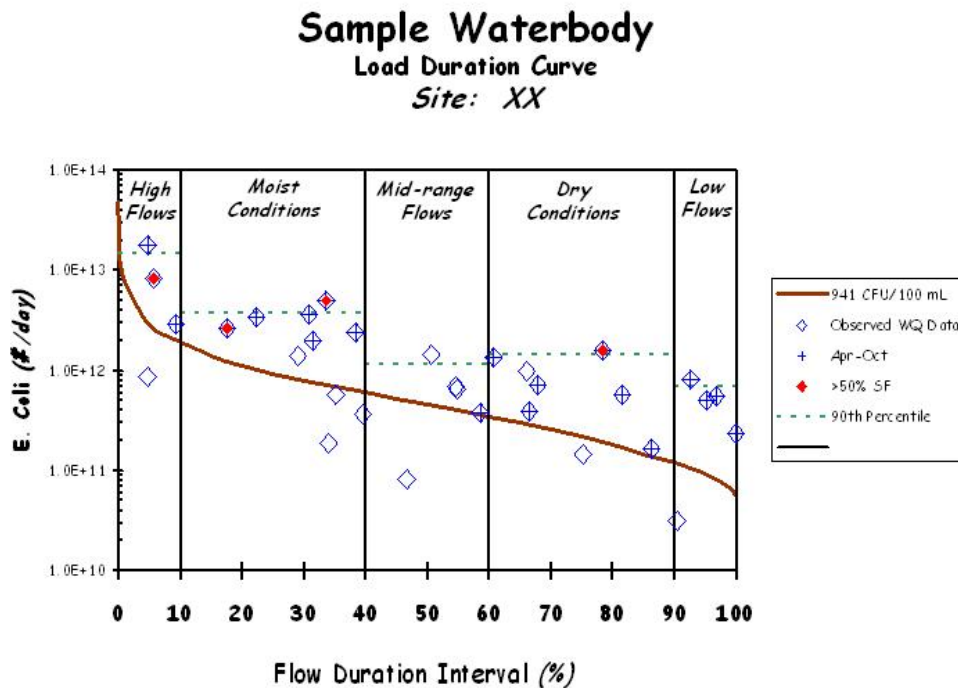 Sample Waterbody
Load Duration Curve
Site: XX
1.0E+14
1.0E+13
1.0E+12
1.0E+11
1.0E+10
E. Coli (#/day)
High
Flows
Moist
Conditions
Mid-range
Flows
Dry
Conditions
Low
Flows
0 10 20 30 40 50 60 70 80 90 100
Flow Duration Interval (%)
941 CFU/100 mL
Observed WQ Data
Apr-Oct
>50% SF
90th Percentile